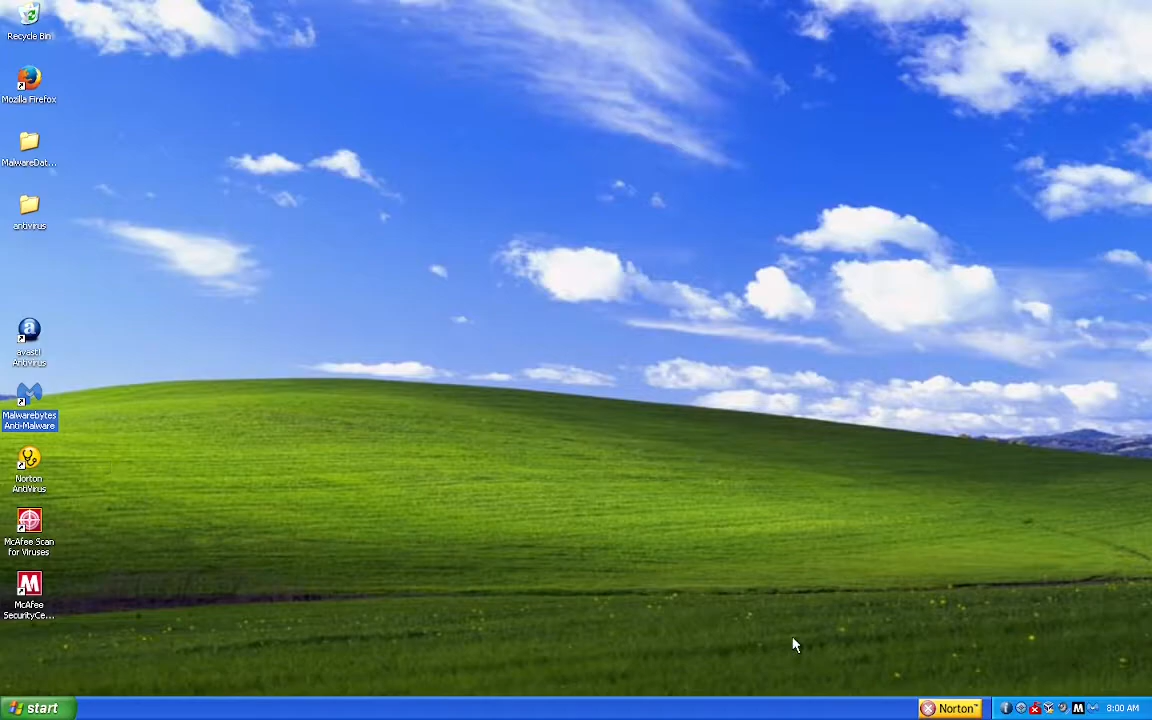 Recycle Bin
Mozilla Firefox
MalwareDat...
antivirus
avast!
Antivirus
Malwarebytes
Anti-Malware
Norton
AntiVirus
McAfee Scan
for Viruses
McAfee
SecurityCe...
start
Norton™
8:00 AM